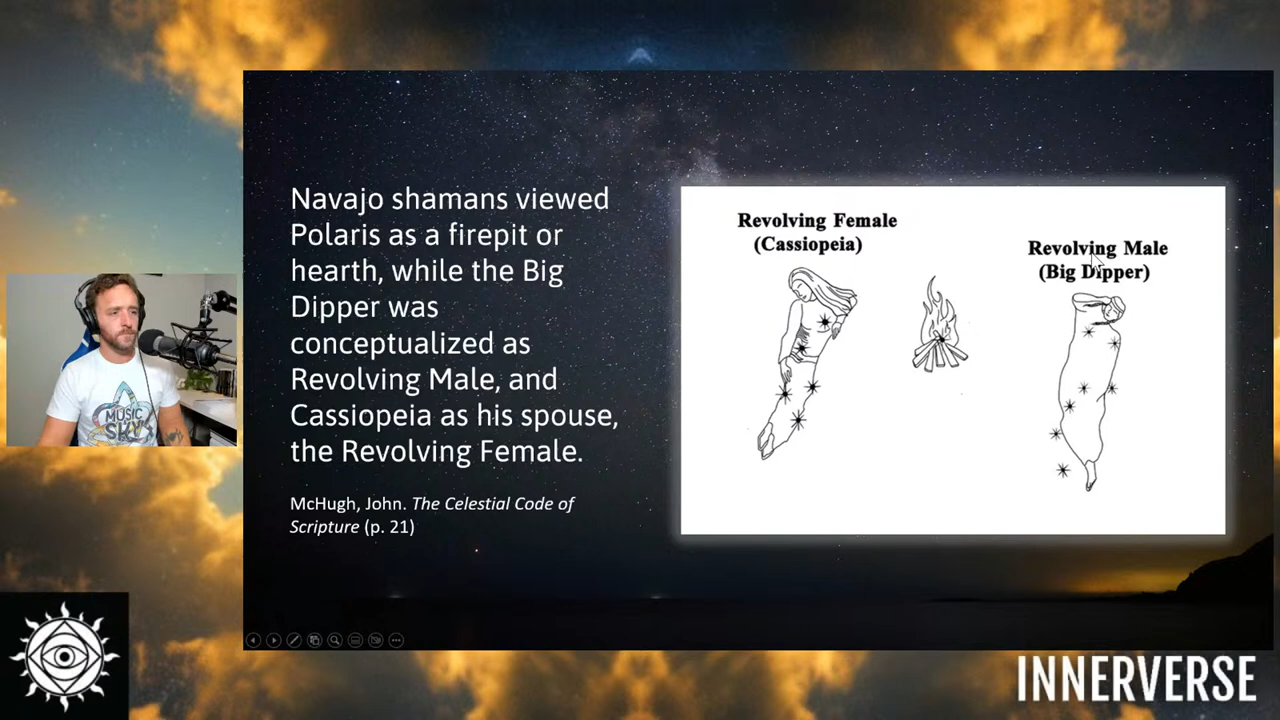 Navajo shamans viewed
Polaris as a firepit or
hearth, while the Big
Dipper was
conceptualized as
Revolving Male, and
Cassiopeia as his spouse,
the Revolving Female.
McHugh, John. The Celestial Code of
Scripture (p. 21)
Revolving Female
(Cassiopeia)
Revolving Male
(Big Dipper)
MUSIC
SKY
INNERVERSE